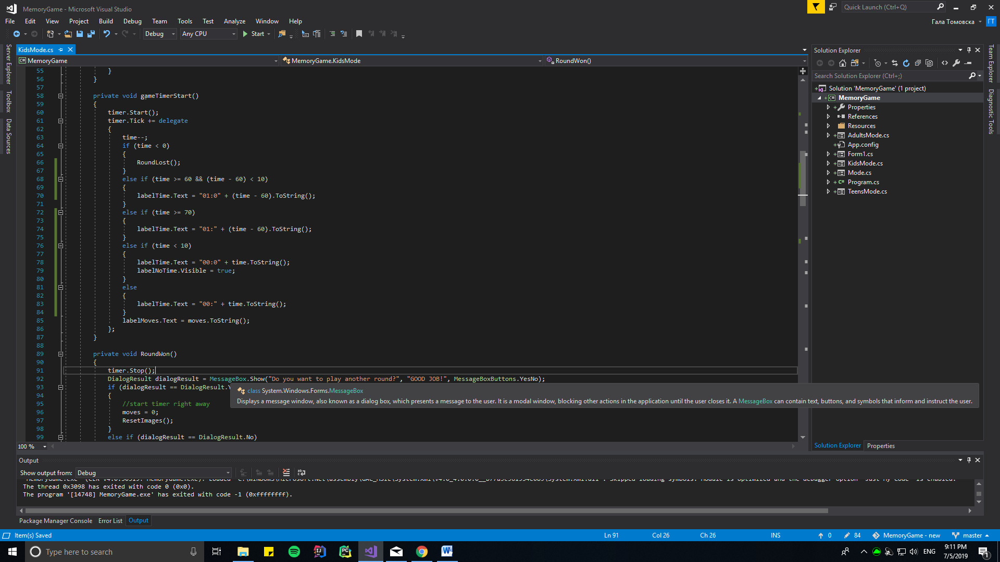 MemoryGame - Microsoft Visual Studio
Quick Launch (Ctrl+Q)
File Edit View Project Build Debug Team Tools Test Analyze Window Help
Гала Томовска ГТ
Debug Any CPU Start
Server Explorer
Toolbox
Data Sources
KidsMode.cs
MemoryGame MemoryGame.KidsMode RoundWon()
55 }
56 }
57
58 private void gameTimerStart()
59 {
60 timer.Start();
61 timer.Tick += delegate
62 {
63 time--;
64 if (time < 0)
65 {
66 RoundLost();
67 }
68 else if (time >= 60 && (time - 60) < 10)
69 {
70 labelTime.Text = "01:0" + (time - 60).ToString();
71 }
72 else if (time >= 70)
73 {
74 labelTime.Text = "01:" + (time - 60).ToString();
75 }
76 else if (time < 10)
77 {
78 labelTime.Text = "00:0" + time.ToString();
79 labelNoTime.Visible = true;
80 }
81 else
82 {
83 labelTime.Text = "00:" + time.ToString();
84 }
85 labelMoves.Text = moves.ToString();
86 };
87 }
88
89 private void RoundWon()
90 {
91 timer.Stop();
92 DialogResult dialogResult = MessageBox.Show("Do you want to play another round?", "GOOD JOB!", MessageBoxButtons.YesNo);
93 if (dialogResult == DialogResult.Y
class System.Windows.Forms.MessageBox
Displays a message window, also known as a dialog box, which presents a message to the user. It is a modal window, blocking other actions in the application until the user closes it. A MessageBox can contain text, buttons, and symbols that inform and instruct the user.
94 {
95 //start timer right away
96 moves = 0;
97 ResetImages();
98 }
99 else if (dialogResult == DialogResult.No)
100 %
Solution Explorer
Search Solution Explorer (Ctrl+;)
Solution 'MemoryGame' (1 project)
MemoryGame
Properties
References
Resources
AdultsMode.cs
App.config
Form1.cs
KidsMode.cs
Mode.cs
Program.cs
TeensMode.cs
Solution Explorer Properties
Team Explorer
Diagnostic Tools
Output
Show output from: Debug
The thread 0x3098 has exited with code 0 (0x0).
The program '[14748] MemoryGame.exe' has exited with code -1 (0xffffffff).
Package Manager Console Error List Output
Item(s) Saved Ln 91 Col 26 Ch 26 INS 0 84 MemoryGame - new master
Type here to search
ENG 9:11 PM
7/5/2019
1